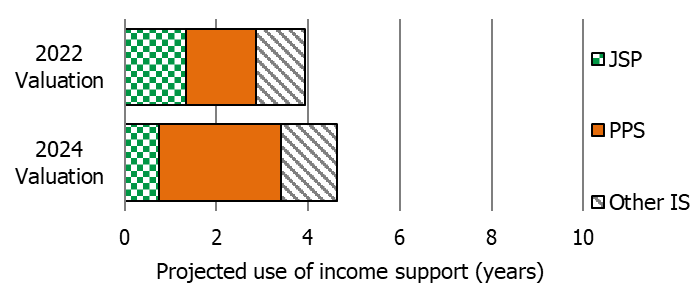 2022
Valuation
2024
Valuation
JSP
PPS
Other IS
0 2 4 6 8 10
Projected use of income support (years)